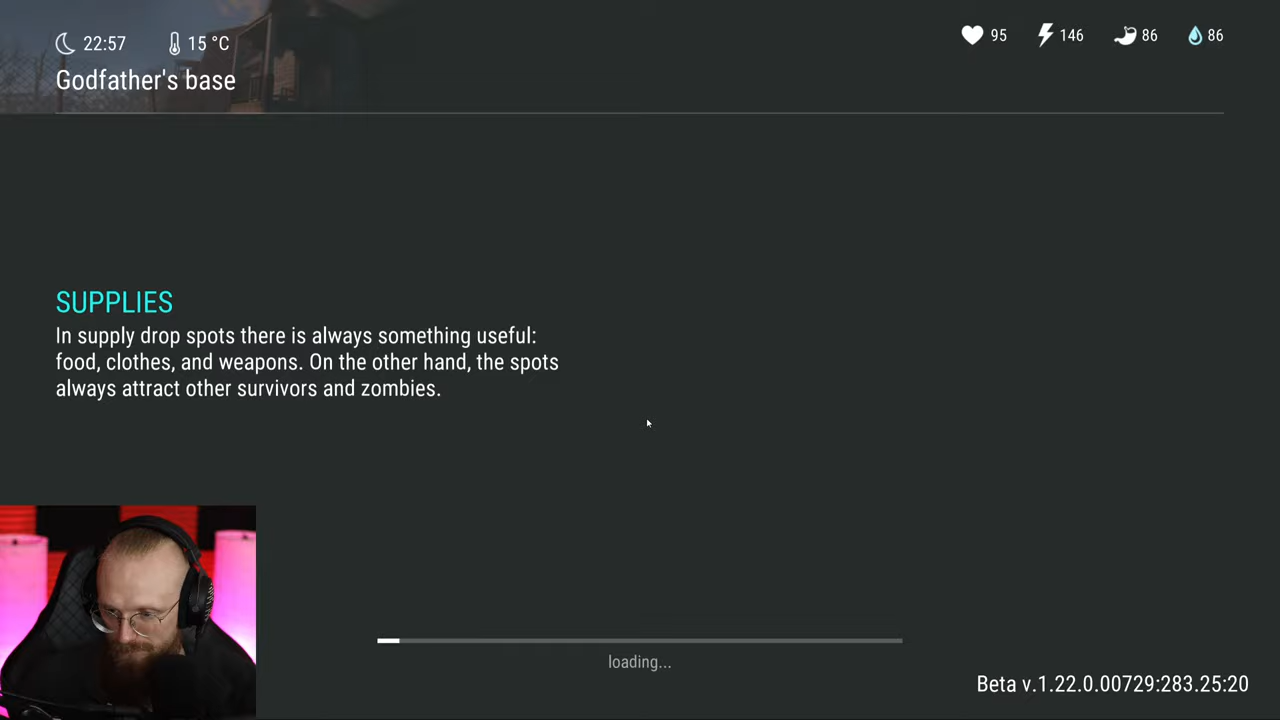 22:57
15 °C
95
146
86
86
Godfather's base
SUPPLIES
In supply drop spots there is always something useful:
food, clothes, and weapons. On the other hand, the spots
always attract other survivors and zombies.
loading...
Beta v.1.22.0.00729:283.25:20